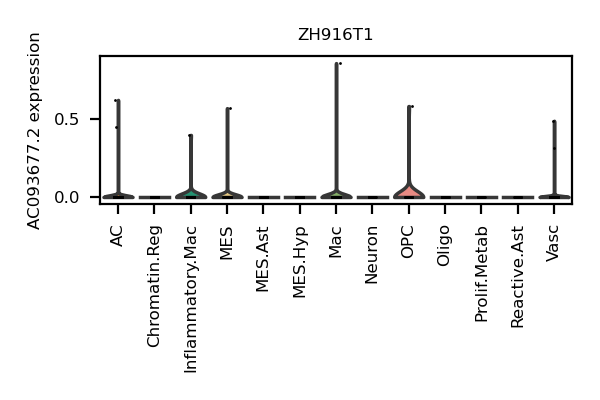 ZH916T1
AC093677.2 expression
0.5
0.0
AC
Chromatin.Reg
Inflammatory.Mac
MES
MES.Ast
MES.Hyp
Mac
Neuron
OPC
Oligo
Prolif.Metab
Reactive.Ast
Vasc